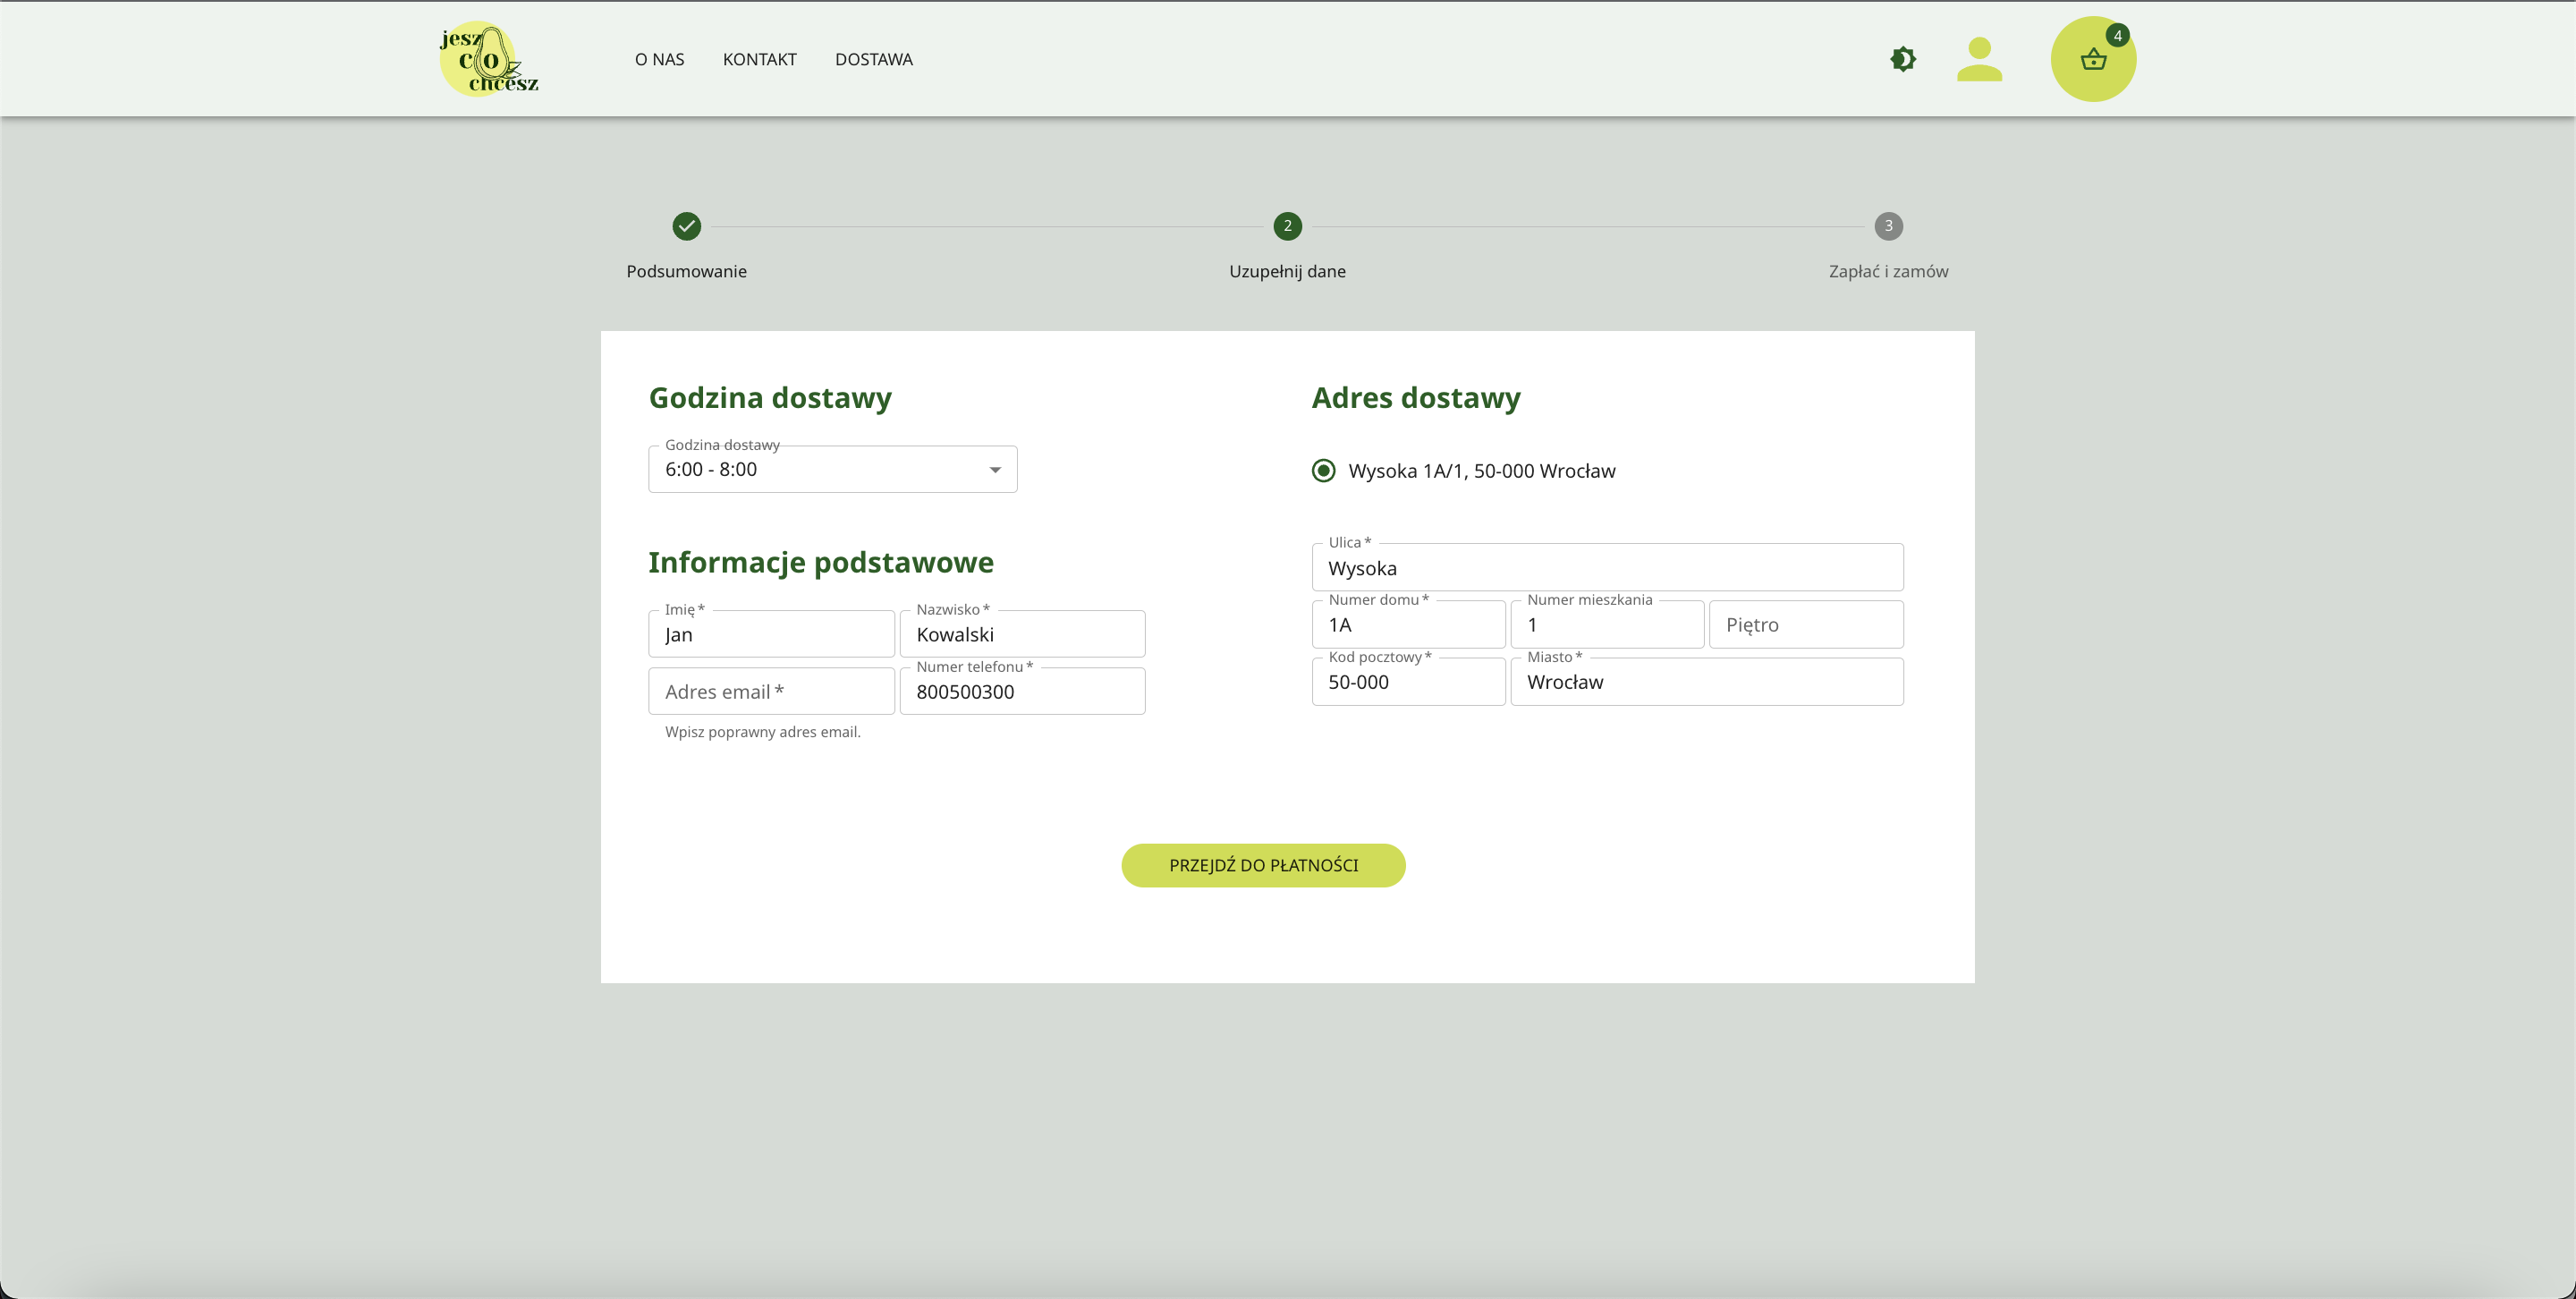 jesz
co
chcesz
O NAS
KONTAKT
DOSTAWA
4
2
3
Podsumowanie
Uzupełnij dane
Zapłać i zamów
Godzina dostawy
Godzina dostawy
6:00 - 8:00
Informacje podstawowe
Imię *
Jan
Nazwisko *
Kowalski
Adres email *
Numer telefonu *
800500300
Wpisz poprawny adres email.
Adres dostawy
Wysoka 1A/1, 50-000 Wrocław
Ulica *
Wysoka
Numer domu *
1A
Numer mieszkania
1
Piętro
Kod pocztowy *
50-000
Miasto *
Wrocław
PRZEJDŹ DO PŁATNOŚCI